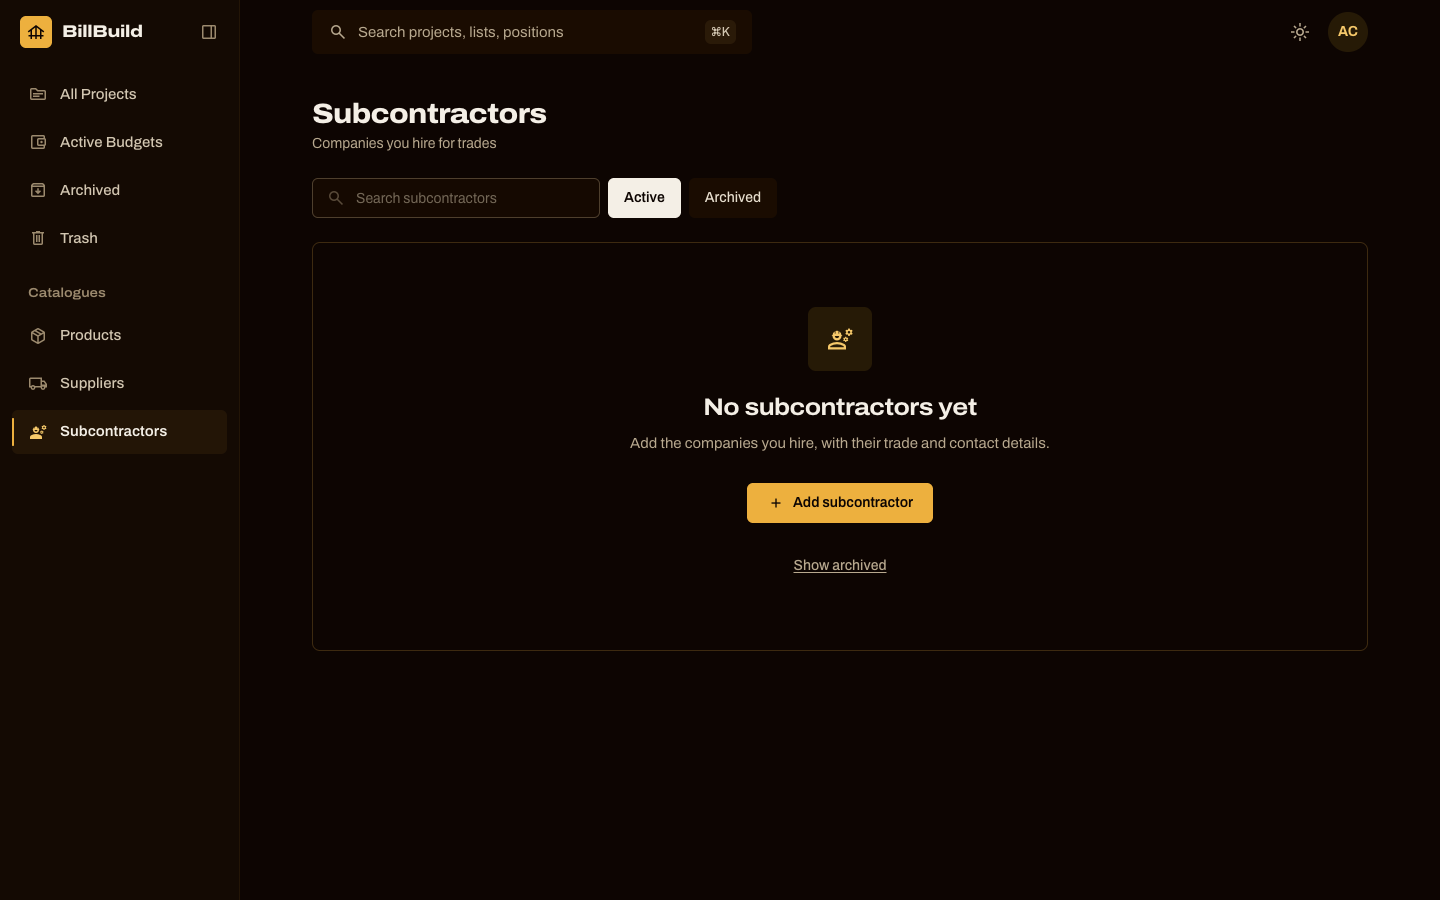 BillBuild
Search projects, lists, positions
⌘K
AC
All Projects
Active Budgets
Archived
Trash
Catalogues
Products
Suppliers
Subcontractors
Subcontractors
Companies you hire for trades
Search subcontractors
Active
Archived
No subcontractors yet
Add the companies you hire, with their trade and contact details.
+ Add subcontractor
Show archived